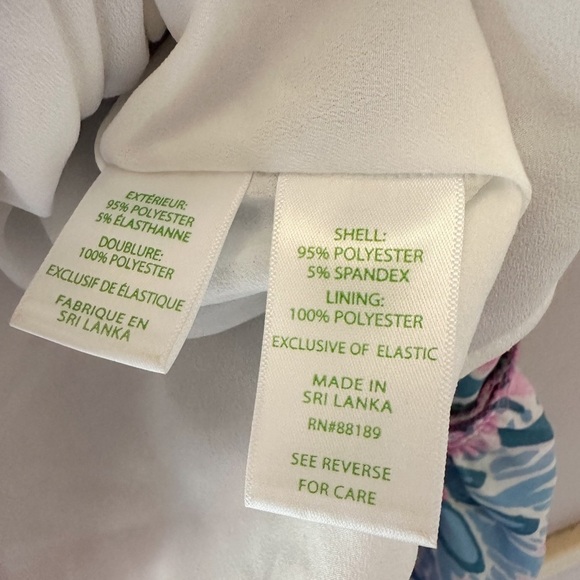 EXTÉRIEUR:
95% POLYESTER
5% ÉLASTHANNE
DOUBLURE:
100% POLYESTER
EXCLUSIF DE ÉLASTIQUE
FABRIQUE EN
SRI LANKA
SHELL:
95% POLYESTER
5% SPANDEX
LINING:
100% POLYESTER
EXCLUSIVE OF ELASTIC
MADE IN
SRI LANKA
RN#88189
SEE REVERSE
FOR CARE